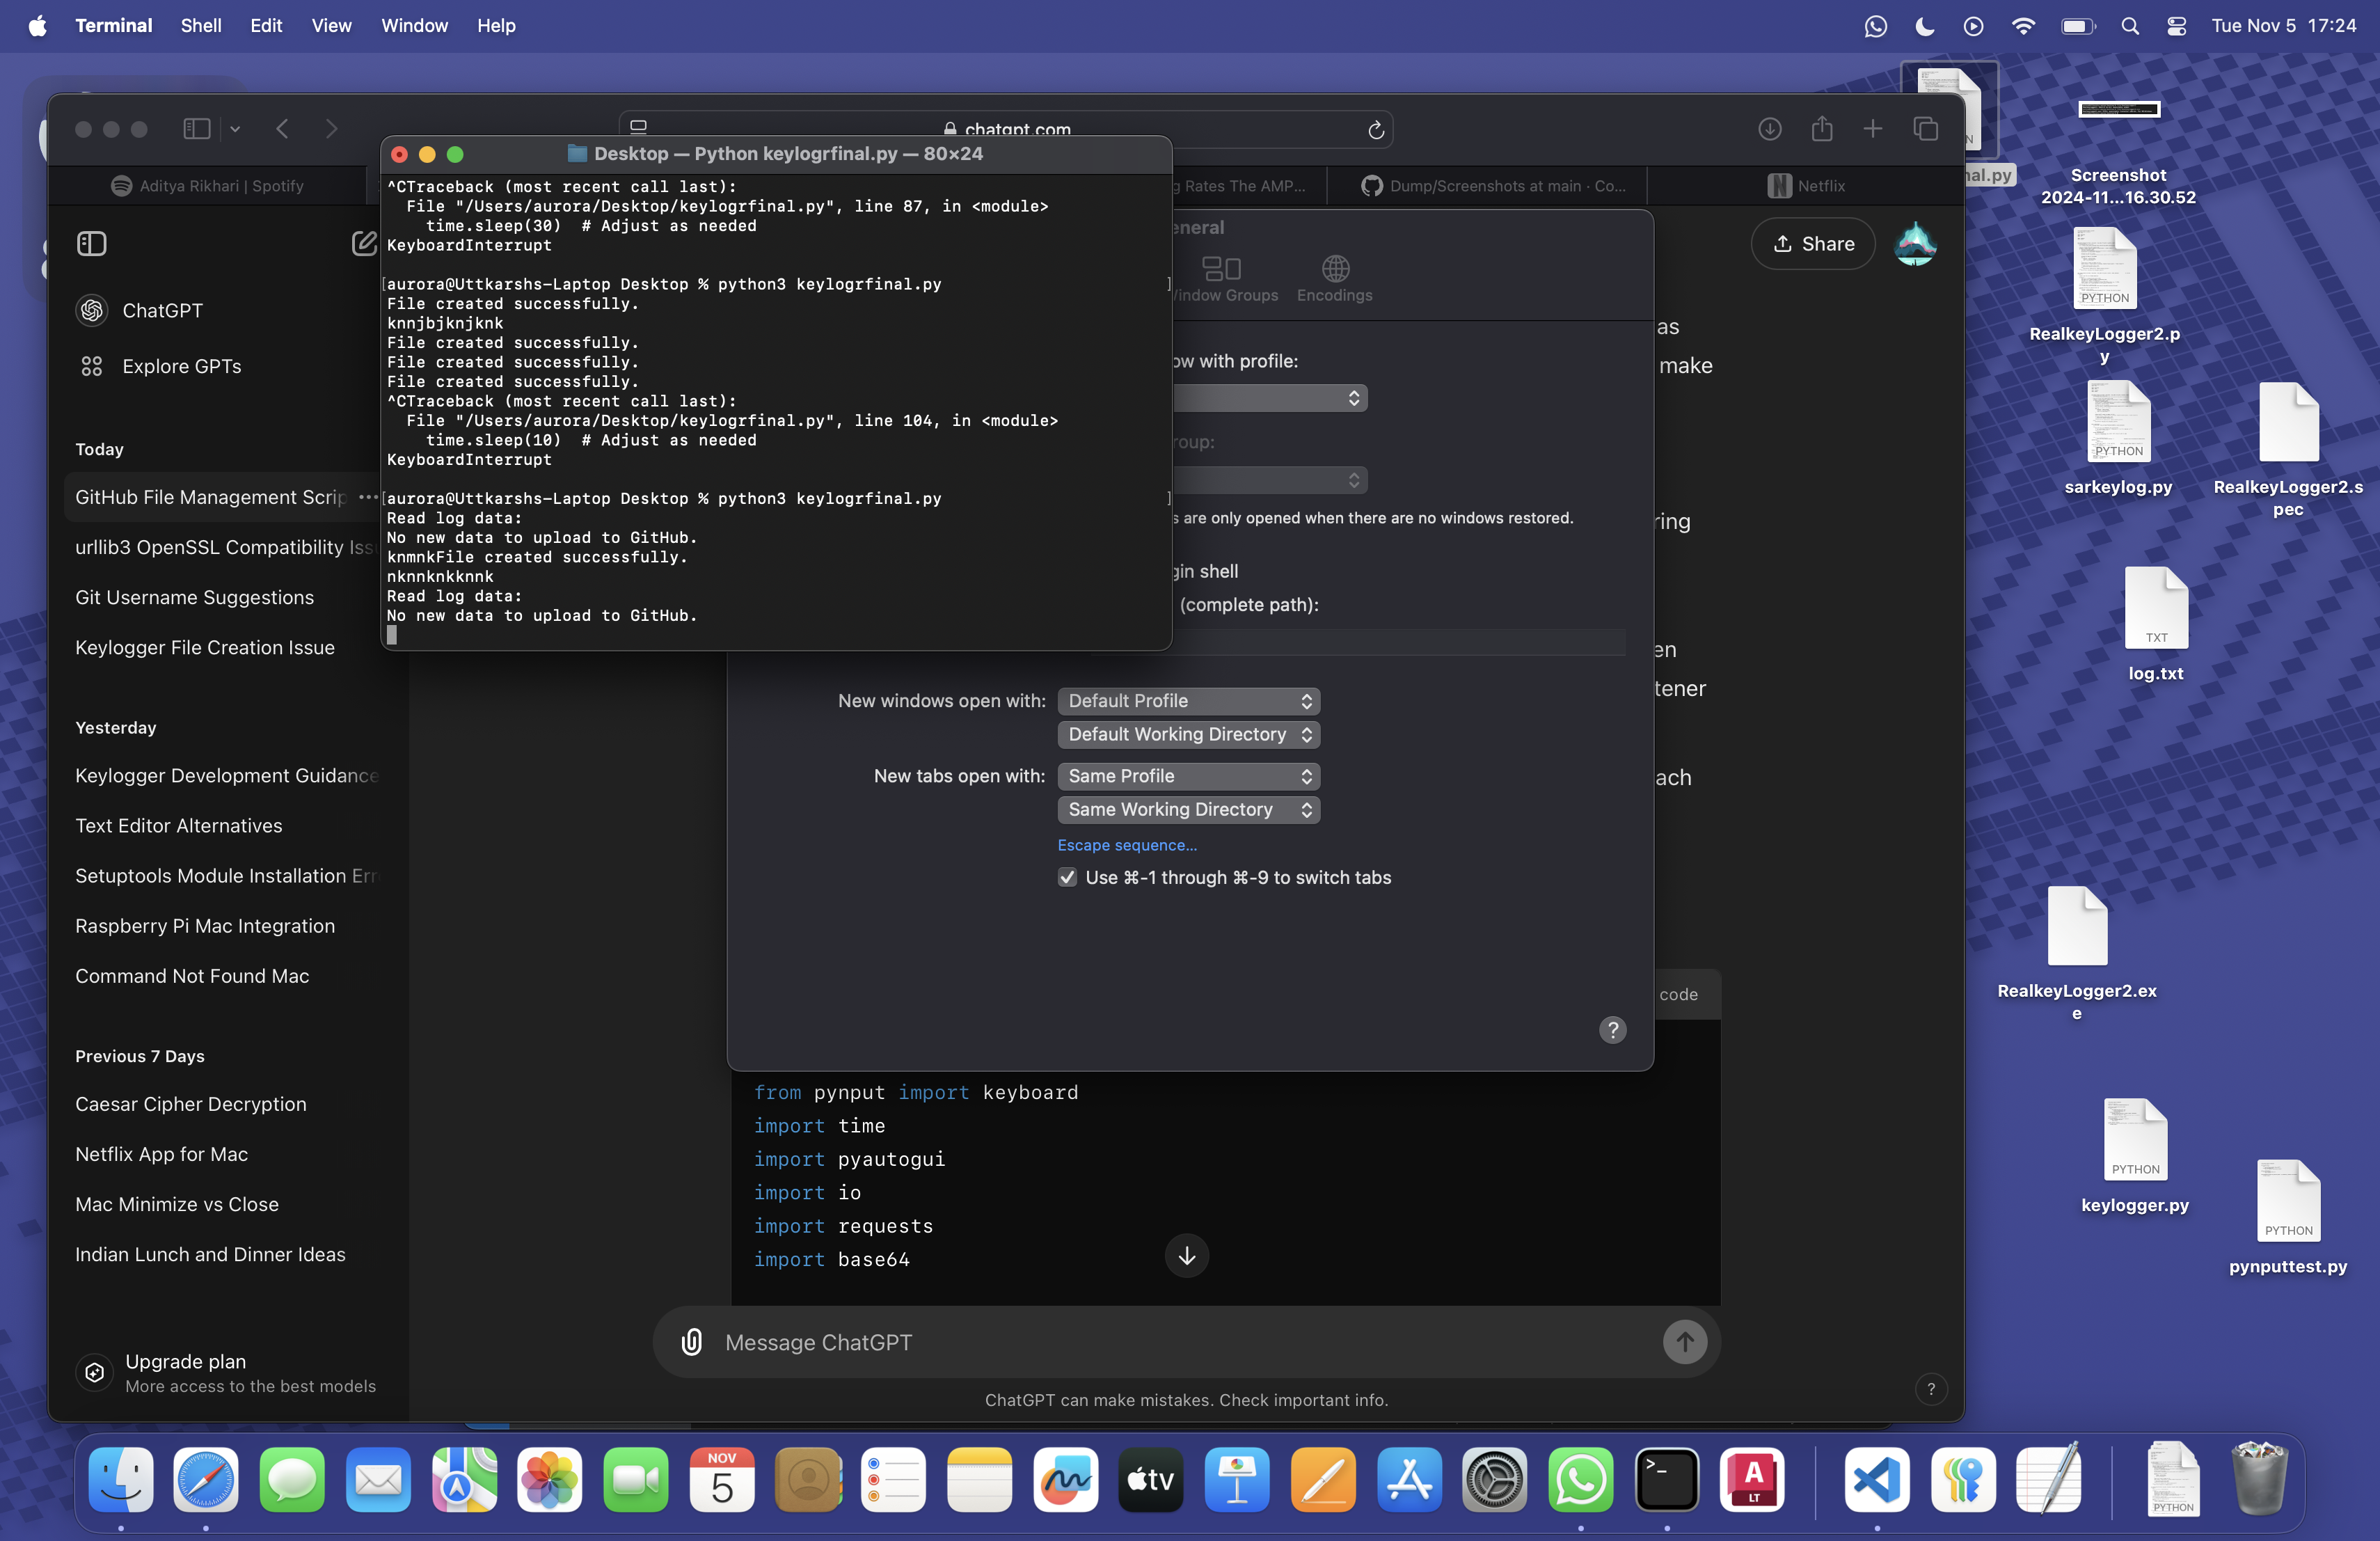 Terminal Shell Edit View Window Help
Tue Nov 5 17:24
chatgpt.com
Desktop — Python keylogrfinal.py — 80×24
Aditya Rikhari | Spotify
g Rates The AMP...
Dump/Screenshots at main · Co...
Netflix
^CTraceback (most recent call last):
File "/Users/aurora/Desktop/keylogrfinal.py", line 87, in <module>
time.sleep(30) # Adjust as needed
KeyboardInterrupt
[aurora@Uttkarshs-Laptop Desktop % python3 keylogrfinal.py ]
File created successfully.
knnjbjknjknk
File created successfully.
File created successfully.
File created successfully.
^CTraceback (most recent call last):
File "/Users/aurora/Desktop/keylogrfinal.py", line 104, in <module>
time.sleep(10) # Adjust as needed
KeyboardInterrupt
[aurora@Uttkarshs-Laptop Desktop % python3 keylogrfinal.py ]
Read log data:
No new data to upload to GitHub.
knmnkFile created successfully.
nknnknkknnk
Read log data:
No new data to upload to GitHub.
ChatGPT
Explore GPTs
Today
GitHub File Management Scrip
urllib3 OpenSSL Compatibility Iss
Git Username Suggestions
Keylogger File Creation Issue
Yesterday
Keylogger Development Guidance
Text Editor Alternatives
Setuptools Module Installation Err
Raspberry Pi Mac Integration
Command Not Found Mac
Previous 7 Days
Caesar Cipher Decryption
Netflix App for Mac
Mac Minimize vs Close
Indian Lunch and Dinner Ideas
Upgrade plan
More access to the best models
eneral
indow Groups
Encodings
ow with profile:
roup:
s are only opened when there are no windows restored.
gin shell
(complete path):
New windows open with:
Default Profile
Default Working Directory
New tabs open with:
Same Profile
Same Working Directory
Escape sequence...
Use ⌘-1 through ⌘-9 to switch tabs
?
Share
as
make
ring
en
tener
ach
code
from pynput import keyboard
import time
import pyautogui
import io
import requests
import base64
Message ChatGPT
ChatGPT can make mistakes. Check important info.
?
N
nal.py
Screenshot
2024-11...16.30.52
PYTHON
RealkeyLogger2.p
y
PYTHON
sarkeylog.py
RealkeyLogger2.s
pec
TXT
log.txt
RealkeyLogger2.ex
e
PYTHON
keylogger.py
PYTHON
pynputtest.py
NOV
5
tv
>_
A
LT
PYTHON